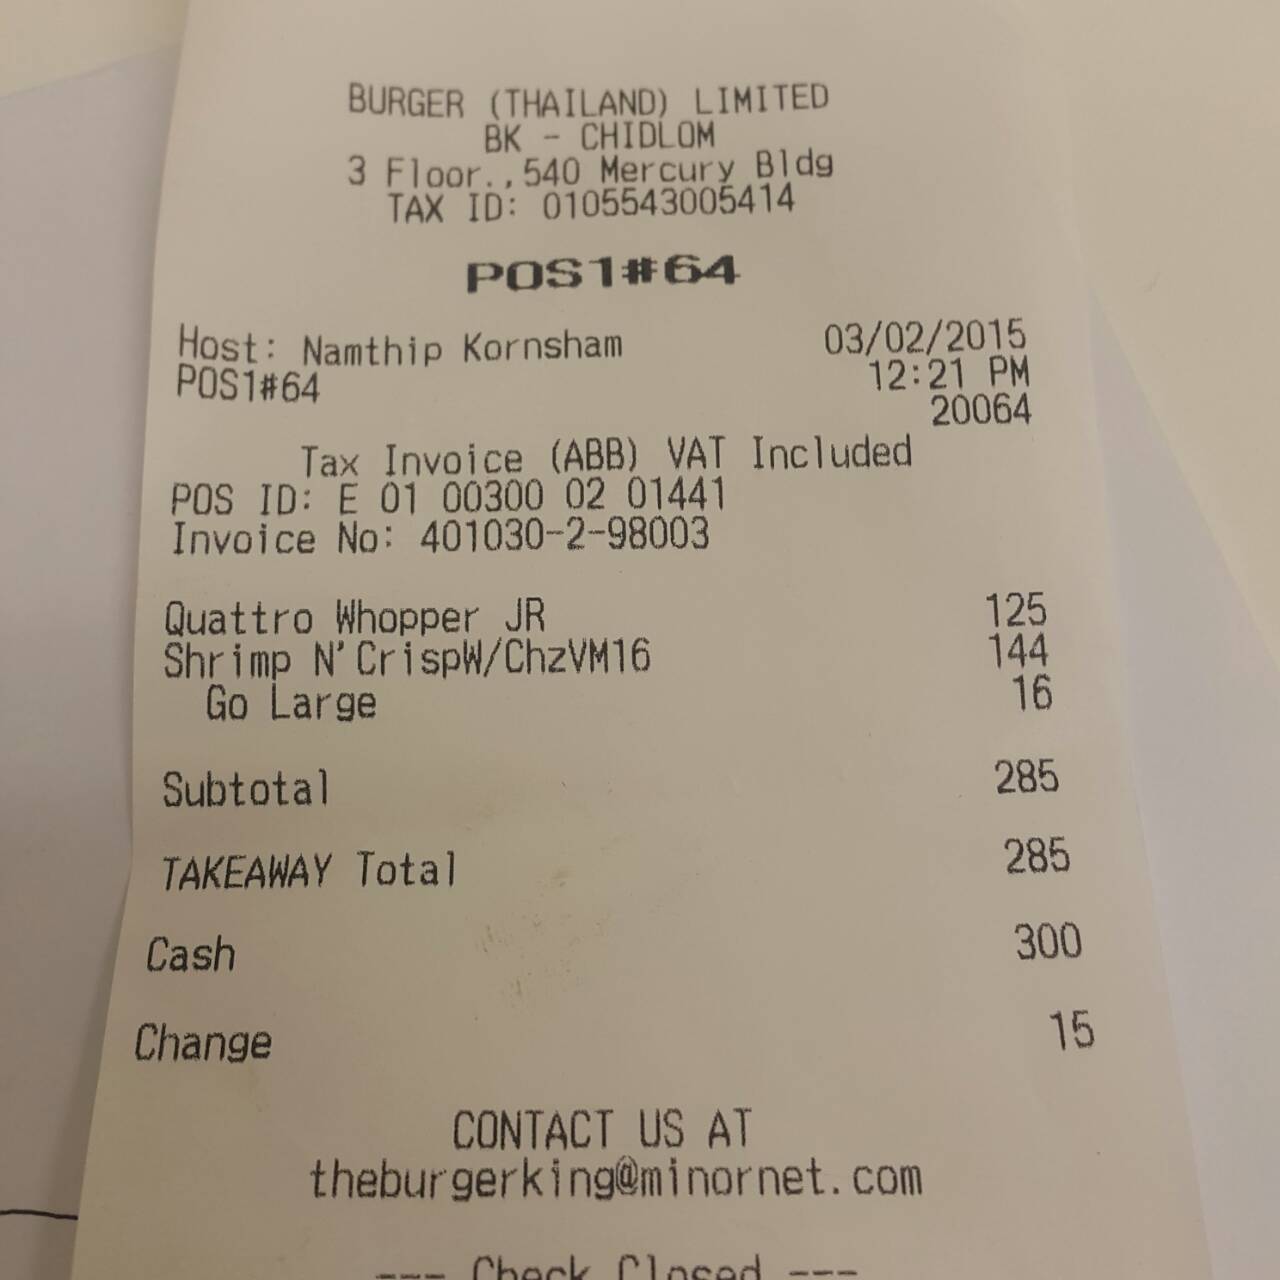 BURGER (THAILAND) LIMITED
BK - CHIDLOM
3 Floor.,540 Mercury Bldg
TAX ID: 0105543005414
POS1#64
Host: Namthip Kornsham 03/02/2015
POS1#64 12:21 PM
20064
Tax Invoice (ABB) VAT Included
POS ID: E 01 00300 02 01441
Invoice No: 401030-2-98003
Quattro Whopper JR 125
Shrimp N'CrispW/ChzVM16 144
Go Large 16
Subtotal 285
TAKEAWAY Total 285
Cash 300
Change 15
CONTACT US AT
theburgerking@minornet.com
--- Check Closed ---